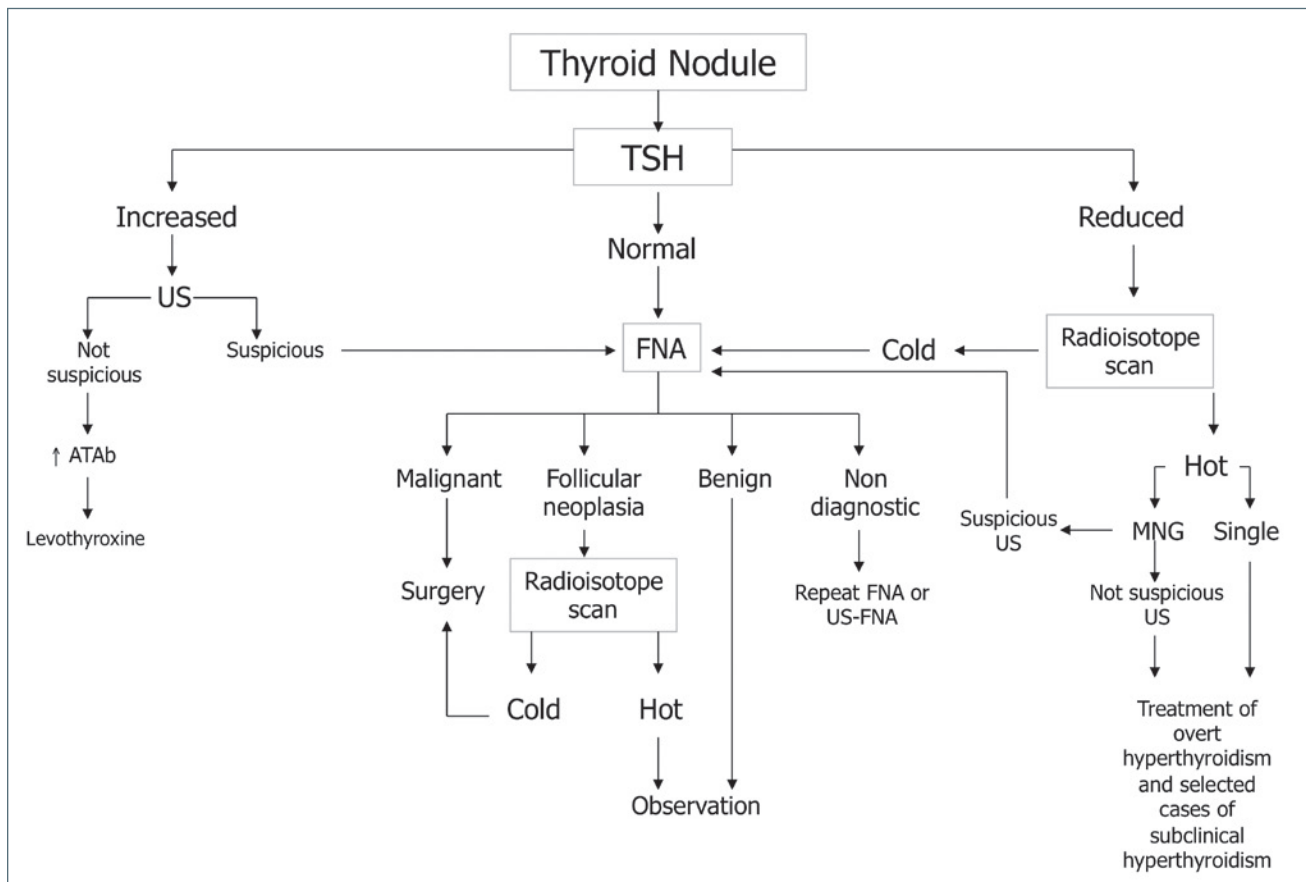 Thyroid Nodule
TSH
Increased
Normal
Reduced
US
Not
suspicious
Suspicious
FNA
Cold
Radioisotope
scan
↑ ATAb
Levothyroxine
Malignant
Follicular
neoplasia
Benign
Non
diagnostic
Hot
Suspicious
US
MNG
Single
Surgery
Radioisotope
scan
Repeat FNA or
US-FNA
Not suspicious
US
Cold
Hot
Observation
Treatment of
overt
hyperthyroidism
and selected
cases of
subclinical
hyperthyroidism